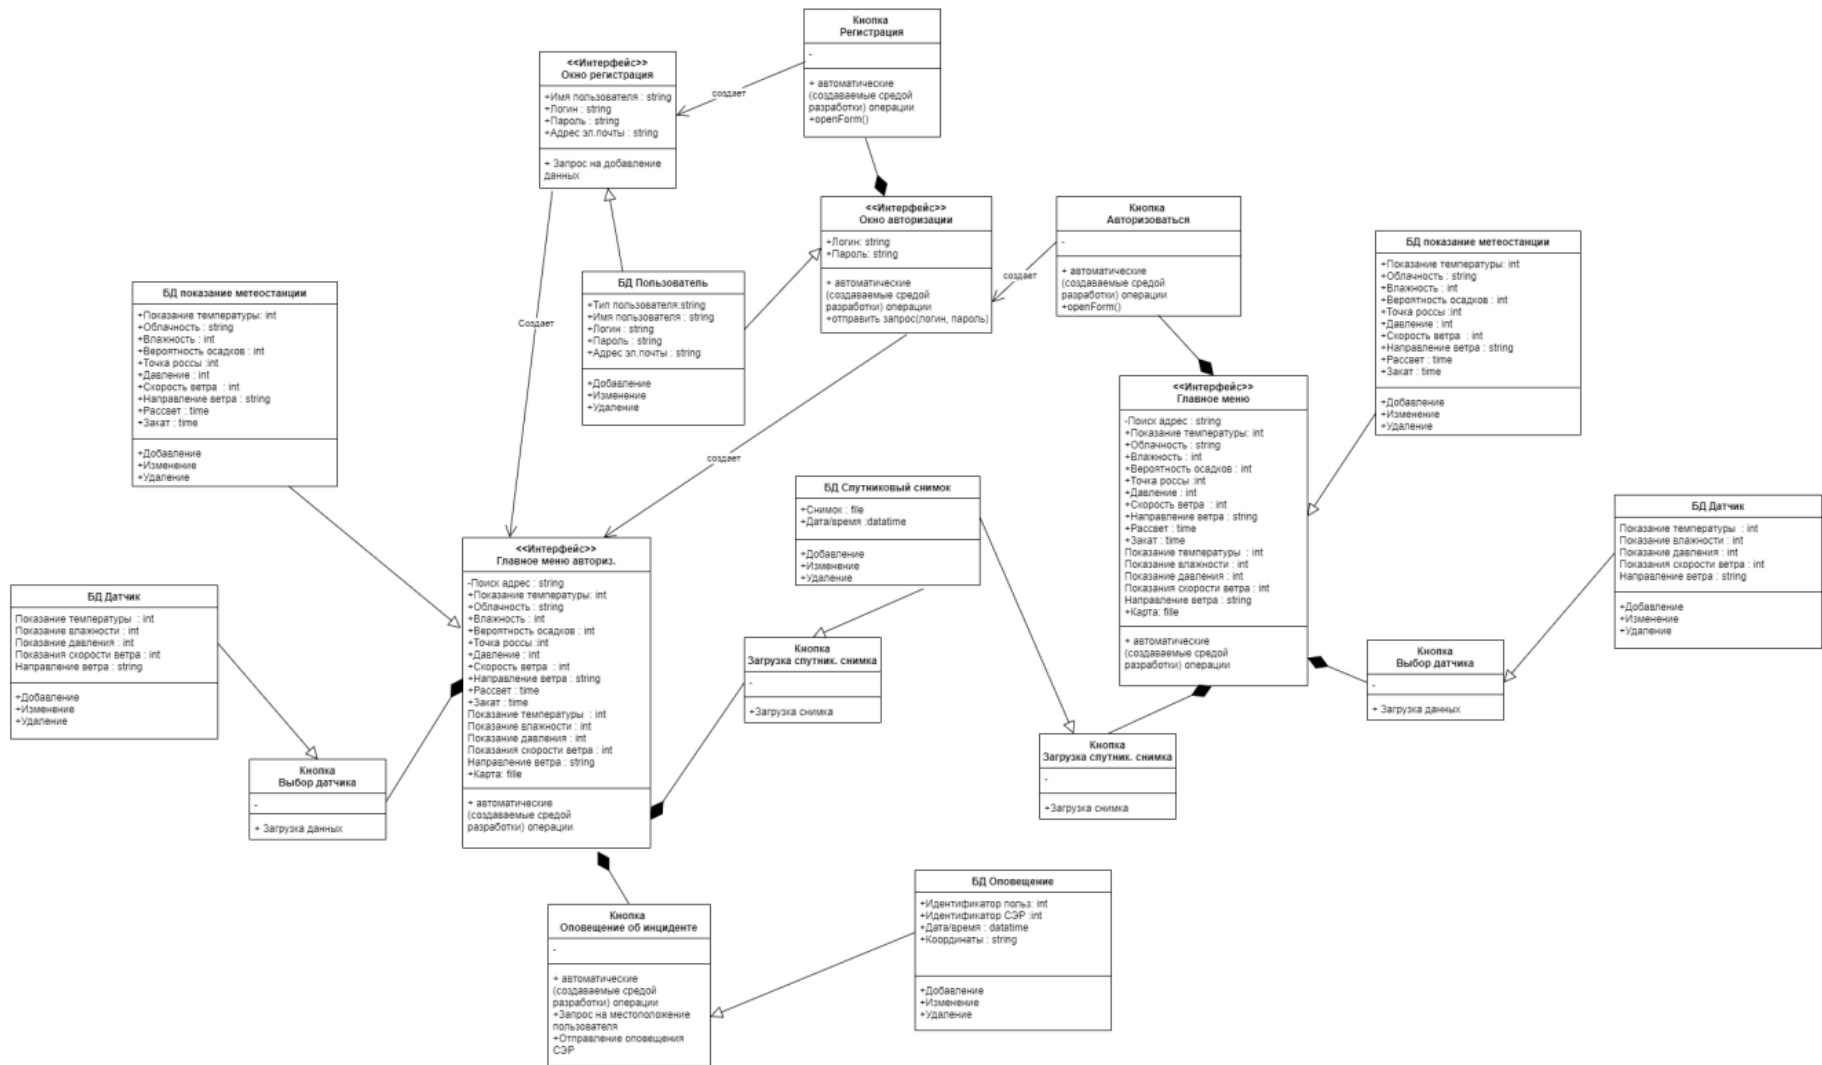 Кнопка
Регистрация
-
+ автоматические
(создаваемые средой
разработки) операции
+openForm()
<<Интерфейс>>
Окно регистрация
+Имя пользователя : string
+Логин : string
+Пароль : string
+Адрес эл.почты : string
+ Запрос на добавление
данных
создает
<<Интерфейс>>
Окно авторизации
+Логин: string
+Пароль: string
+ автоматические
(создаваемые средой
разработки) операции
+отправить запрос(логин, пароль)
Кнопка
Авторизоваться
-
+ автоматические
(создаваемые средой
разработки) операции
+openForm()
создает
БД показание метеостанции
+Показание температуры: int
+Облачность : string
+Влажность : int
+Вероятность осадков : int
+Точка россы :int
+Давление : int
+Скорость ветра : int
+Направление ветра : string
+Рассвет : time
+Закат : time
+Добавление
+Изменение
+Удаление
БД Пользователь
+Тип пользователя:string
+Имя пользователя : string
+Логин : string
+Пароль : string
+Адрес эл.почты : string
+Добавление
+Изменение
+Удаление
БД показание метеостанции
+Показание температуры: int
+Облачность : string
+Влажность : int
+Вероятность осадков : int
+Точка россы :int
+Давление : int
+Скорость ветра : int
+Направление ветра : string
+Рассвет : time
+Закат : time
+Добавление
+Изменение
+Удаление
Создает
создает
<<Интерфейс>>
Главное меню
-Поиск адрес : string
+Показание температуры: int
+Облачность : string
+Влажность : int
+Вероятность осадков : int
+Точка россы :int
+Давление : int
+Скорость ветра : int
+Направление ветра : string
+Рассвет : time
+Закат : time
Показание температуры : int
Показание влажности : int
Показание давления : int
Показания скорости ветра : int
Направление ветра : string
+Карта: fille
+ автоматические
(создаваемые средой
разработки) операции
БД Спутниковый снимок
+Снимок : file
+Дата/время :datatime
+Добавление
+Изменение
+Удаление
БД Датчик
Показание температуры : int
Показание влажности : int
Показание давления : int
Показания скорости ветра : int
Направление ветра : string
+Добавление
+Изменение
+Удаление
<<Интерфейс>>
Главное меню авториз.
-Поиск адрес : string
+Показание температуры: int
+Облачность : string
+Влажность : int
+Вероятность осадков : int
+Точка россы :int
+Давление : int
+Скорость ветра : int
+Направление ветра : string
+Рассвет : time
+Закат : time
Показание температуры : int
Показание влажности : int
Показание давления : int
Показания скорости ветра : int
Направление ветра : string
+Карта: fille
+ автоматические
(создаваемые средой
разработки) операции
БД Датчик
Показание температуры : int
Показание влажности : int
Показание давления : int
Показания скорости ветра : int
Направление ветра : string
+Добавление
+Изменение
+Удаление
Кнопка
Загрузка спутник. снимка
-
+Загрузка снимка
Кнопка
Выбор датчика
-
+ Загрузка данных
Кнопка
Загрузка спутник. снимка
-
+Загрузка снимка
Кнопка
Выбор датчика
-
+ Загрузка данных
Кнопка
Оповещение об инциденте
-
+ автоматические
(создаваемые средой
разработки) операции
+Запрос на местоположение
пользователя
+Отправление оповещения
СЭР
БД Оповещение
+Идентификатор польз: int
+Идентификатор СЭР :int
+Дата/время : datatime
+Координаты : string
+Добавление
+Изменение
+Удаление